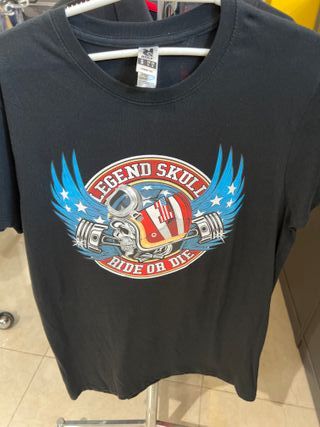 LEGEND SKULL
RIDE OR DIE